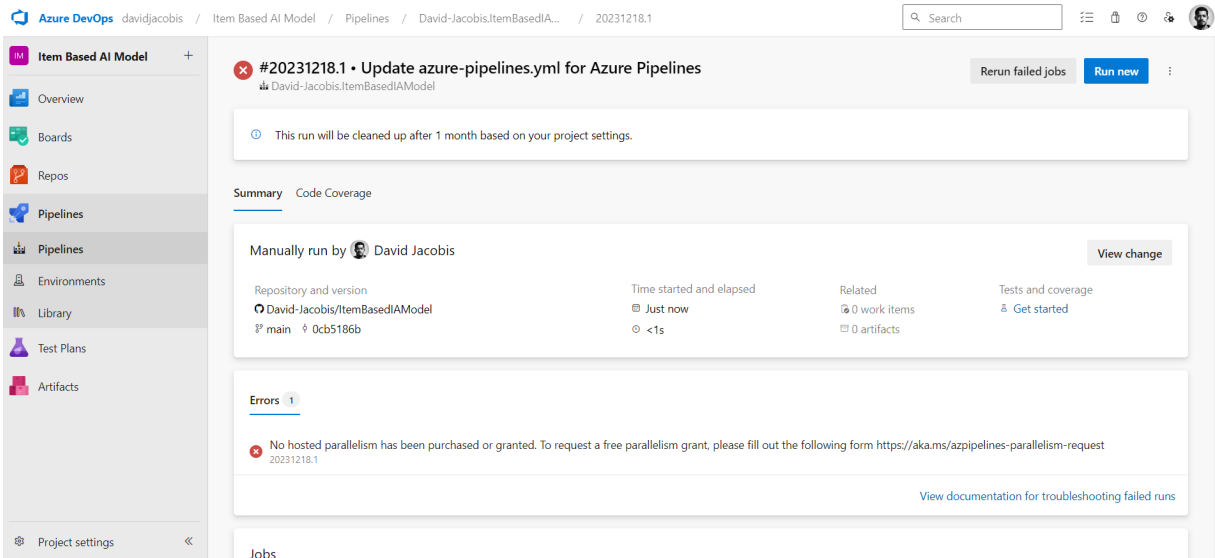 Azure DevOps davidjacobis / Item Based AI Model / Pipelines / David-Jacobis.ItemBasedIA... / 20231218.1
Search
IM Item Based AI Model +
Overview
Boards
Repos
Pipelines
Pipelines
Environments
Library
Test Plans
Artifacts
Project settings
#20231218.1 • Update azure-pipelines.yml for Azure Pipelines
David-Jacobis.ItemBasedIAModel
Rerun failed jobs
Run new
This run will be cleaned up after 1 month based on your project settings.
Summary Code Coverage
Manually run by David Jacobis
View change
Repository and version
David-Jacobis/ItemBasedIAModel
main 0cb5186b
Time started and elapsed
Just now
<1s
Related
0 work items
0 artifacts
Tests and coverage
Get started
Errors 1
No hosted parallelism has been purchased or granted. To request a free parallelism grant, please fill out the following form https://aka.ms/azpipelines-parallelism-request
20231218.1
View documentation for troubleshooting failed runs
Jobs